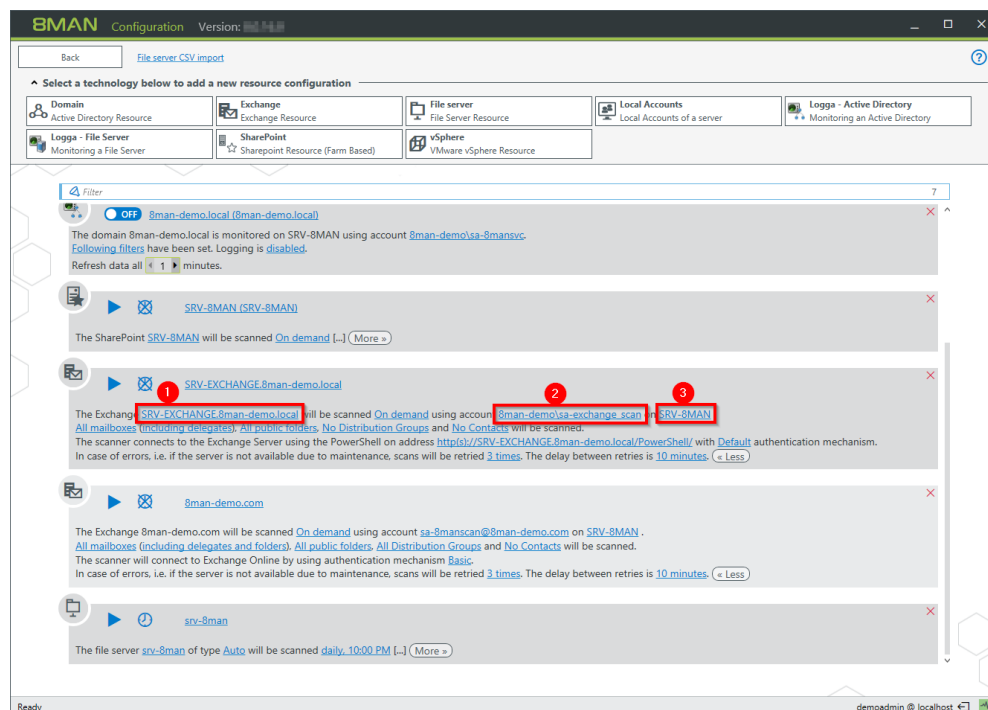 8MAN Configuration Version:
Back File server CSV import
Select a technology below to add a new resource configuration
Domain
Active Directory Resource
Exchange
Exchange Resource
File server
File Server Resource
Local Accounts
Local Accounts of a server
Logga - Active Directory
Monitoring an Active Directory
Logga - File Server
Monitoring a File Server
SharePoint
Sharepoint Resource (Farm Based)
vSphere
VMware vSphere Resource
Filter 7
OFF 8man-demo.local (8man-demo.local)
The domain 8man-demo.local is monitored on SRV-8MAN using account 8man-demo\sa-8mansvc.
Following filters have been set. Logging is disabled.
Refresh data all 1 minutes.
SRV-8MAN (SRV-8MAN)
The SharePoint SRV-8MAN will be scanned On demand [...] More »
SRV-EXCHANGE.8man-demo.local
1 2 3
The Exchange SRV-EXCHANGE.8man-demo.local will be scanned On demand using account 8man-demo\sa-exchange_scan on SRV-8MAN
All mailboxes (including delegates), All public folders, No Distribution Groups and No Contacts will be scanned.
The scanner connects to the Exchange Server using the PowerShell on address http(s)://SRV-EXCHANGE.8man-demo.local/PowerShell/ with Default authentication mechanism.
In case of errors, i.e. if the server is not available due to maintenance, scans will be retried 3 times. The delay between retries is 10 minutes. « Less
8man-demo.com
The Exchange 8man-demo.com will be scanned On demand using account sa-8manscan@8man-demo.com on SRV-8MAN .
All mailboxes (including delegates and folders), All public folders, All Distribution Groups and No Contacts will be scanned.
The scanner will connect to Exchange Online by using authentication mechanism Basic.
In case of errors, i.e. if the server is not available due to maintenance, scans will be retried 3 times. The delay between retries is 10 minutes. « Less
srv-8man
The file server srv-8man of type Auto will be scanned daily, 10:00 PM [...] More »
Ready demoadmin @ localhost